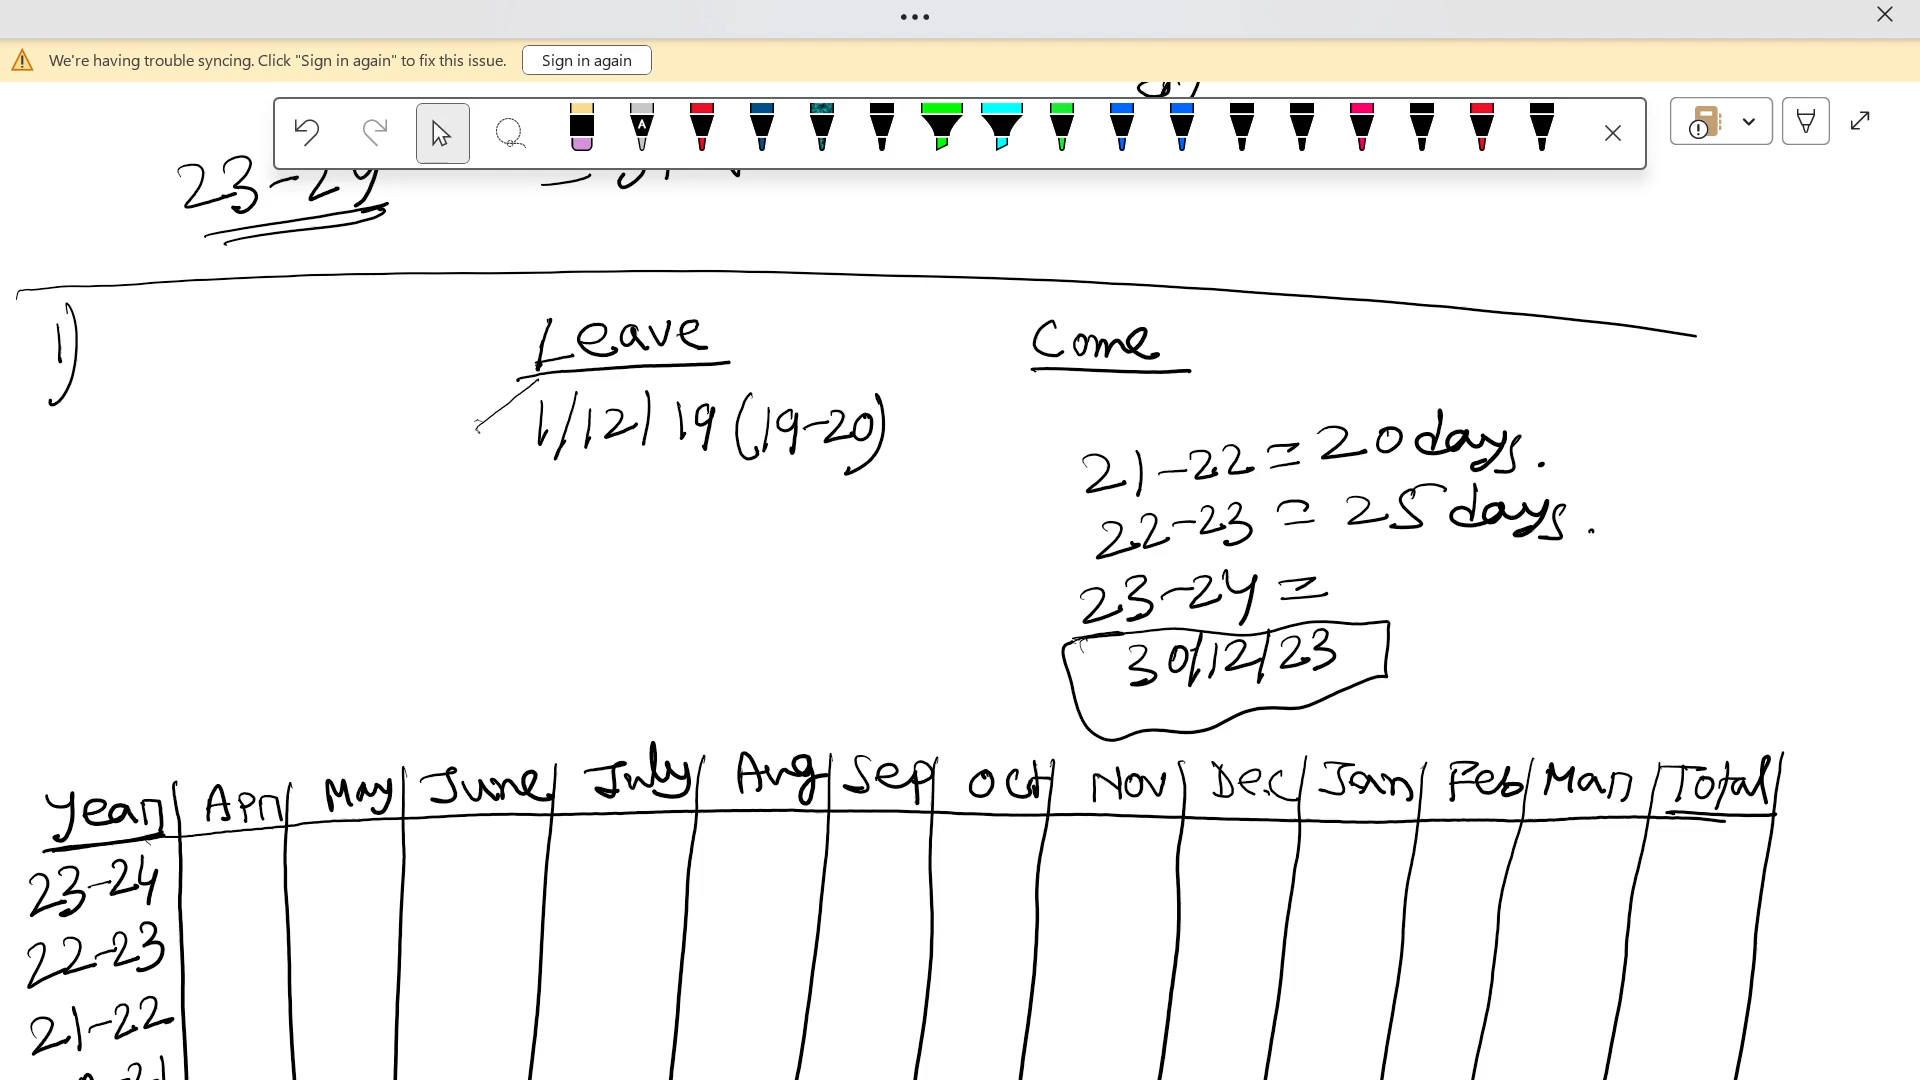 We're having trouble syncing. Click "Sign in again" to fix this issue. Sign in again
A
23-24
1) Leave Come
1/12/19 (19-20)
21-22 = 20 days.
22-23 = 25 days.
23-24 =
30/12/23
Year Apr May June July Aug Sep Oct Nov Dec Jan Feb Mar Total
23-24
22-23
21-22